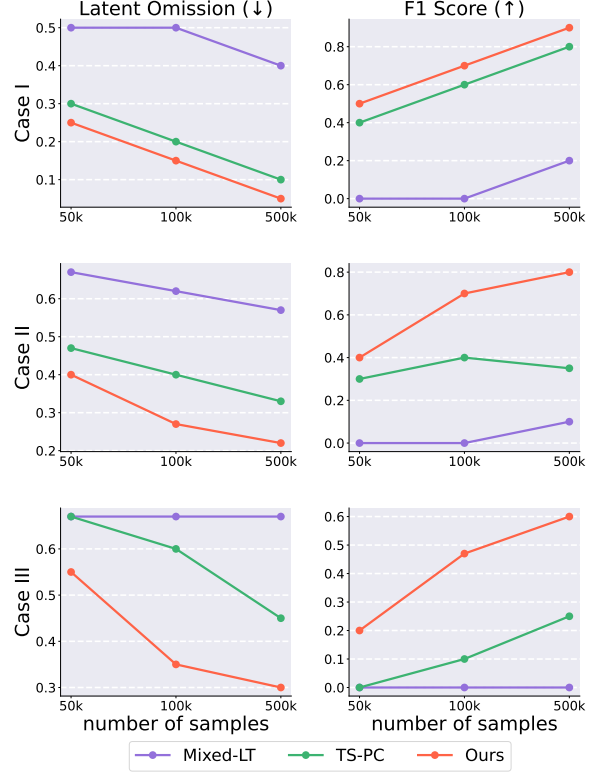 Latent Omission (↓)
F1 Score (↑)
Case I
0.5
0.4
0.3
0.2
0.1
50k 100k 500k
0.8
0.6
0.4
0.2
0.0
50k 100k 500k
Case II
0.6
0.5
0.4
0.3
0.2
50k 100k 500k
0.8
0.6
0.4
0.2
0.0
50k 100k 500k
Case III
0.6
0.5
0.4
0.3
50k 100k 500k
number of samples
0.6
0.5
0.4
0.3
0.2
0.1
0.0
50k 100k 500k
number of samples
Mixed-LT TS-PC Ours